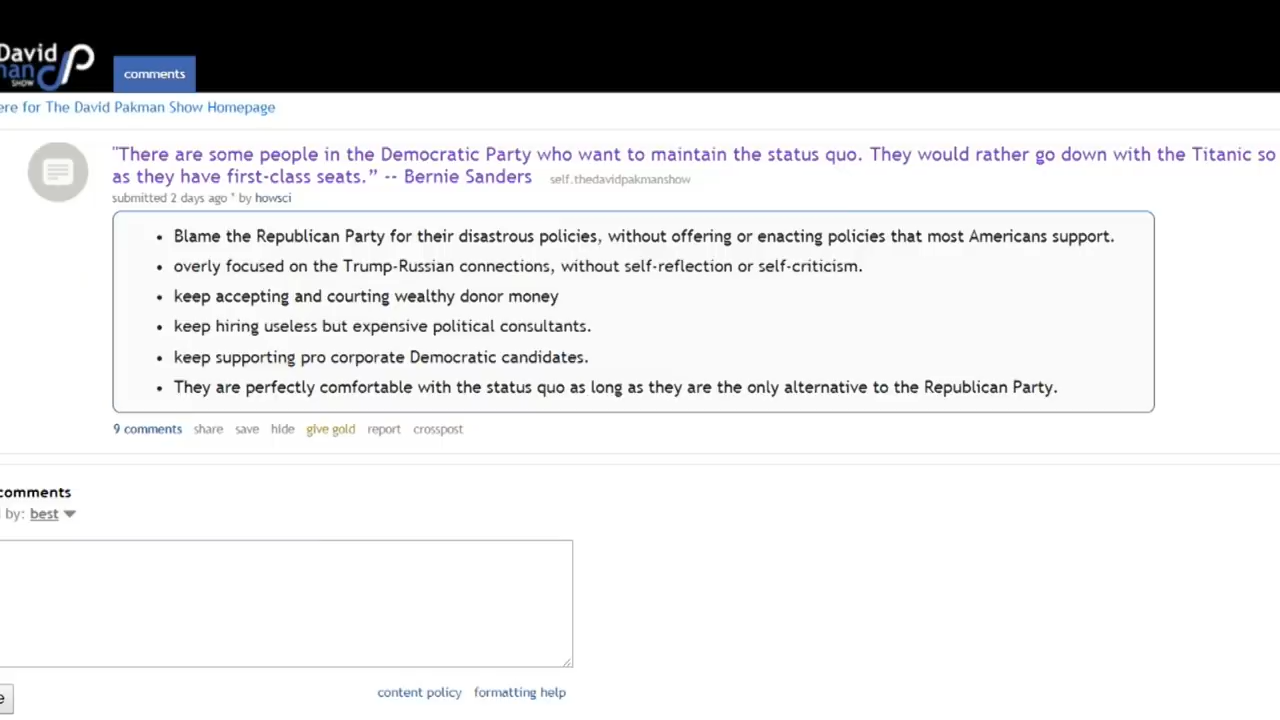 David
man
SHOW
comments
ere for The David Pakman Show Homepage
"There are some people in the Democratic Party who want to maintain the status quo. They would rather go down with the Titanic so
as they have first-class seats.” -- Bernie Sanders self.thedavidpakmanshow
submitted 2 days ago * by howsci
• Blame the Republican Party for their disastrous policies, without offering or enacting policies that most Americans support.
• overly focused on the Trump-Russian connections, without self-reflection or self-criticism.
• keep accepting and courting wealthy donor money
• keep hiring useless but expensive political consultants.
• keep supporting pro corporate Democratic candidates.
• They are perfectly comfortable with the status quo as long as they are the only alternative to the Republican Party.
9 comments share save hide give gold report crosspost
comments
by: best
content policy formatting help
e